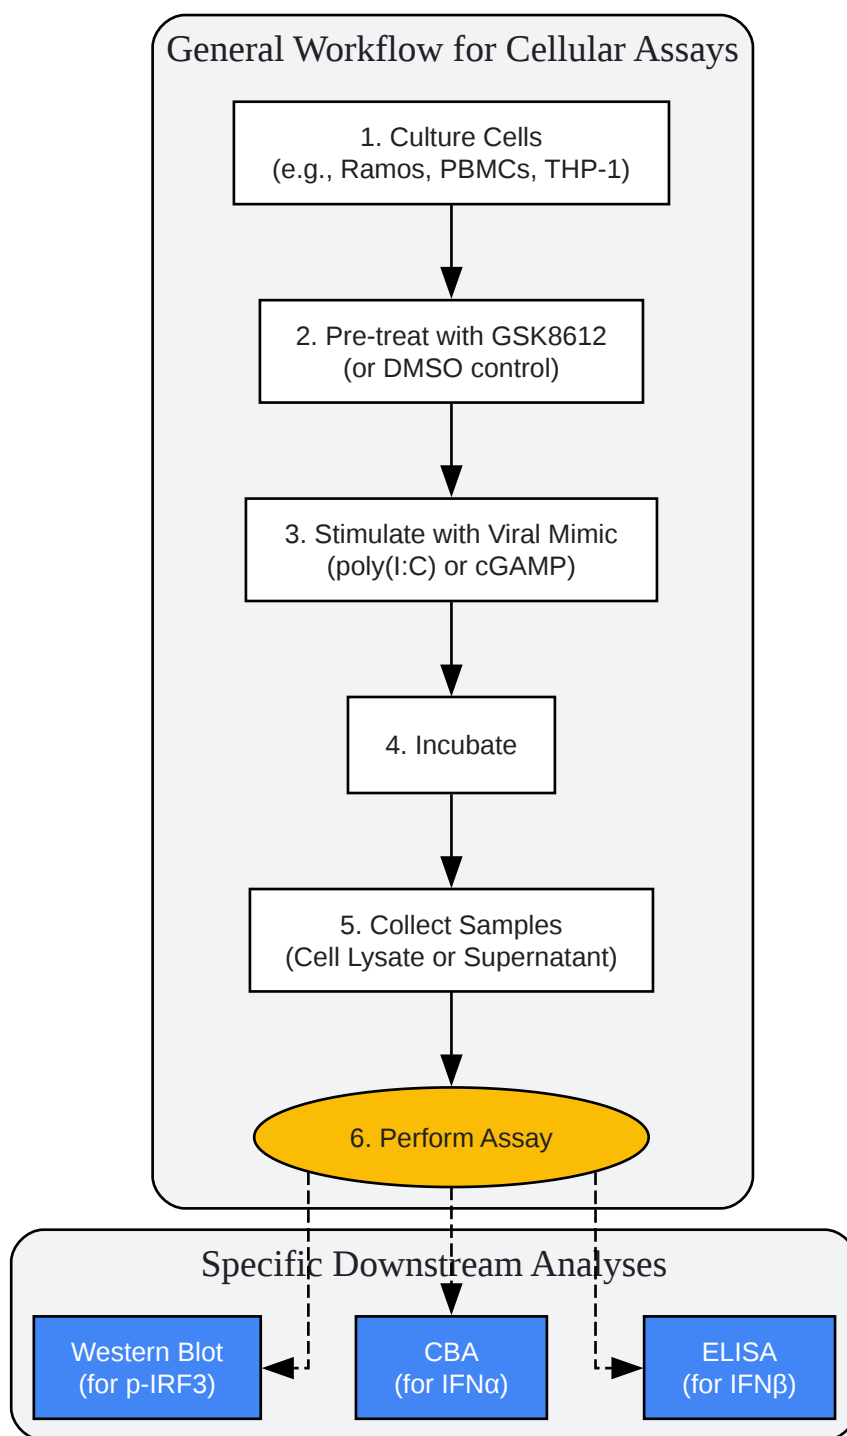 General Workflow for Cellular Assays
1. Culture Cells
(e.g., Ramos, PBMCs, THP-1)
2. Pre-treat with GSK8612
(or DMSO control)
3. Stimulate with Viral Mimic
(poly(I:C) or cGAMP)
4. Incubate
5. Collect Samples
(Cell Lysate or Supernatant)
6. Perform Assay
Specific Downstream Analyses
Western Blot
(for p-IRF3)
CBA
(for IFNα)
ELISA
(for IFNβ)